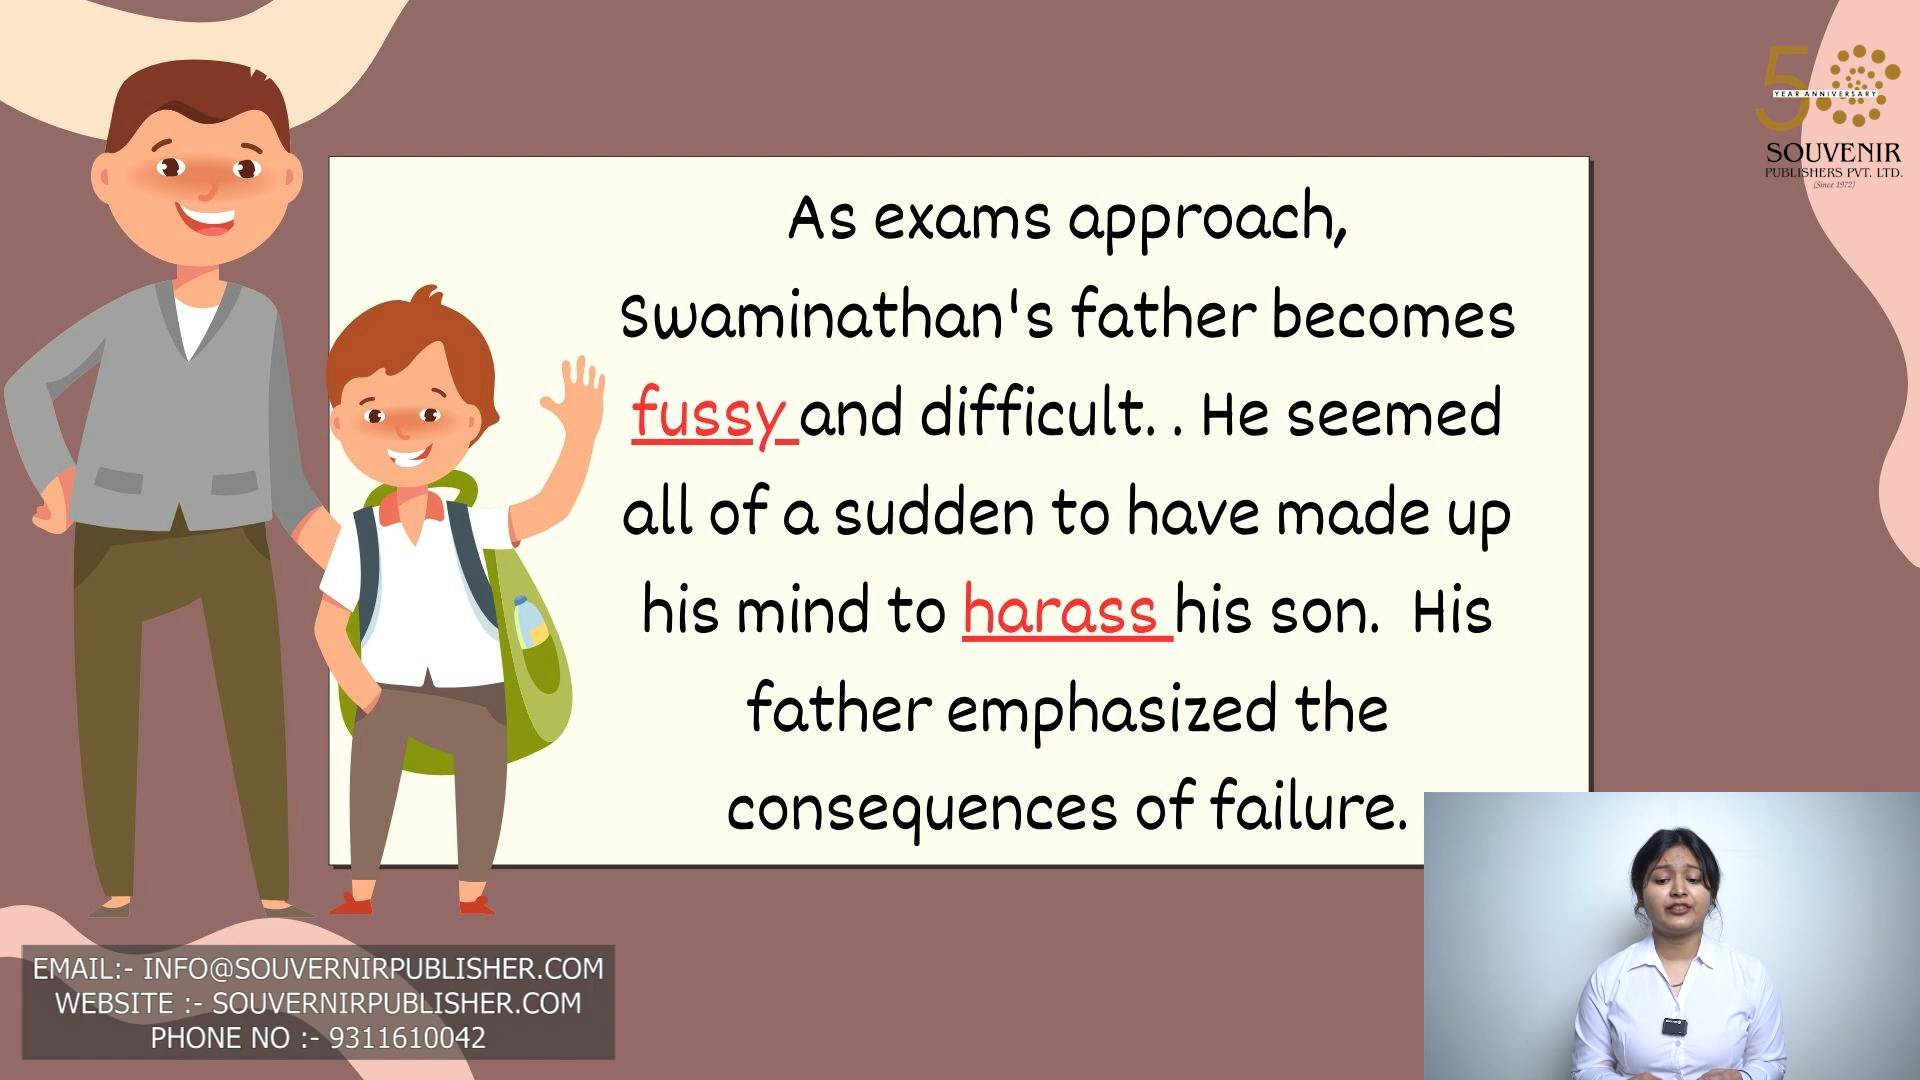 As exams approach,
Swaminathan's father becomes
fussy and difficult. . He seemed
all of a sudden to have made up
his mind to harass his son.  His
father emphasized the
consequences of failure.
50
YEAR ANNIVERSARY
SOUVENIR
PUBLISHERS PVT. LTD.
(Since 1972)
EMAIL:- INFO@SOUVERNIRPUBLISHER.COM
WEBSITE :- SOUVERNIRPUBLISHER.COM
PHONE NO :- 9311610042